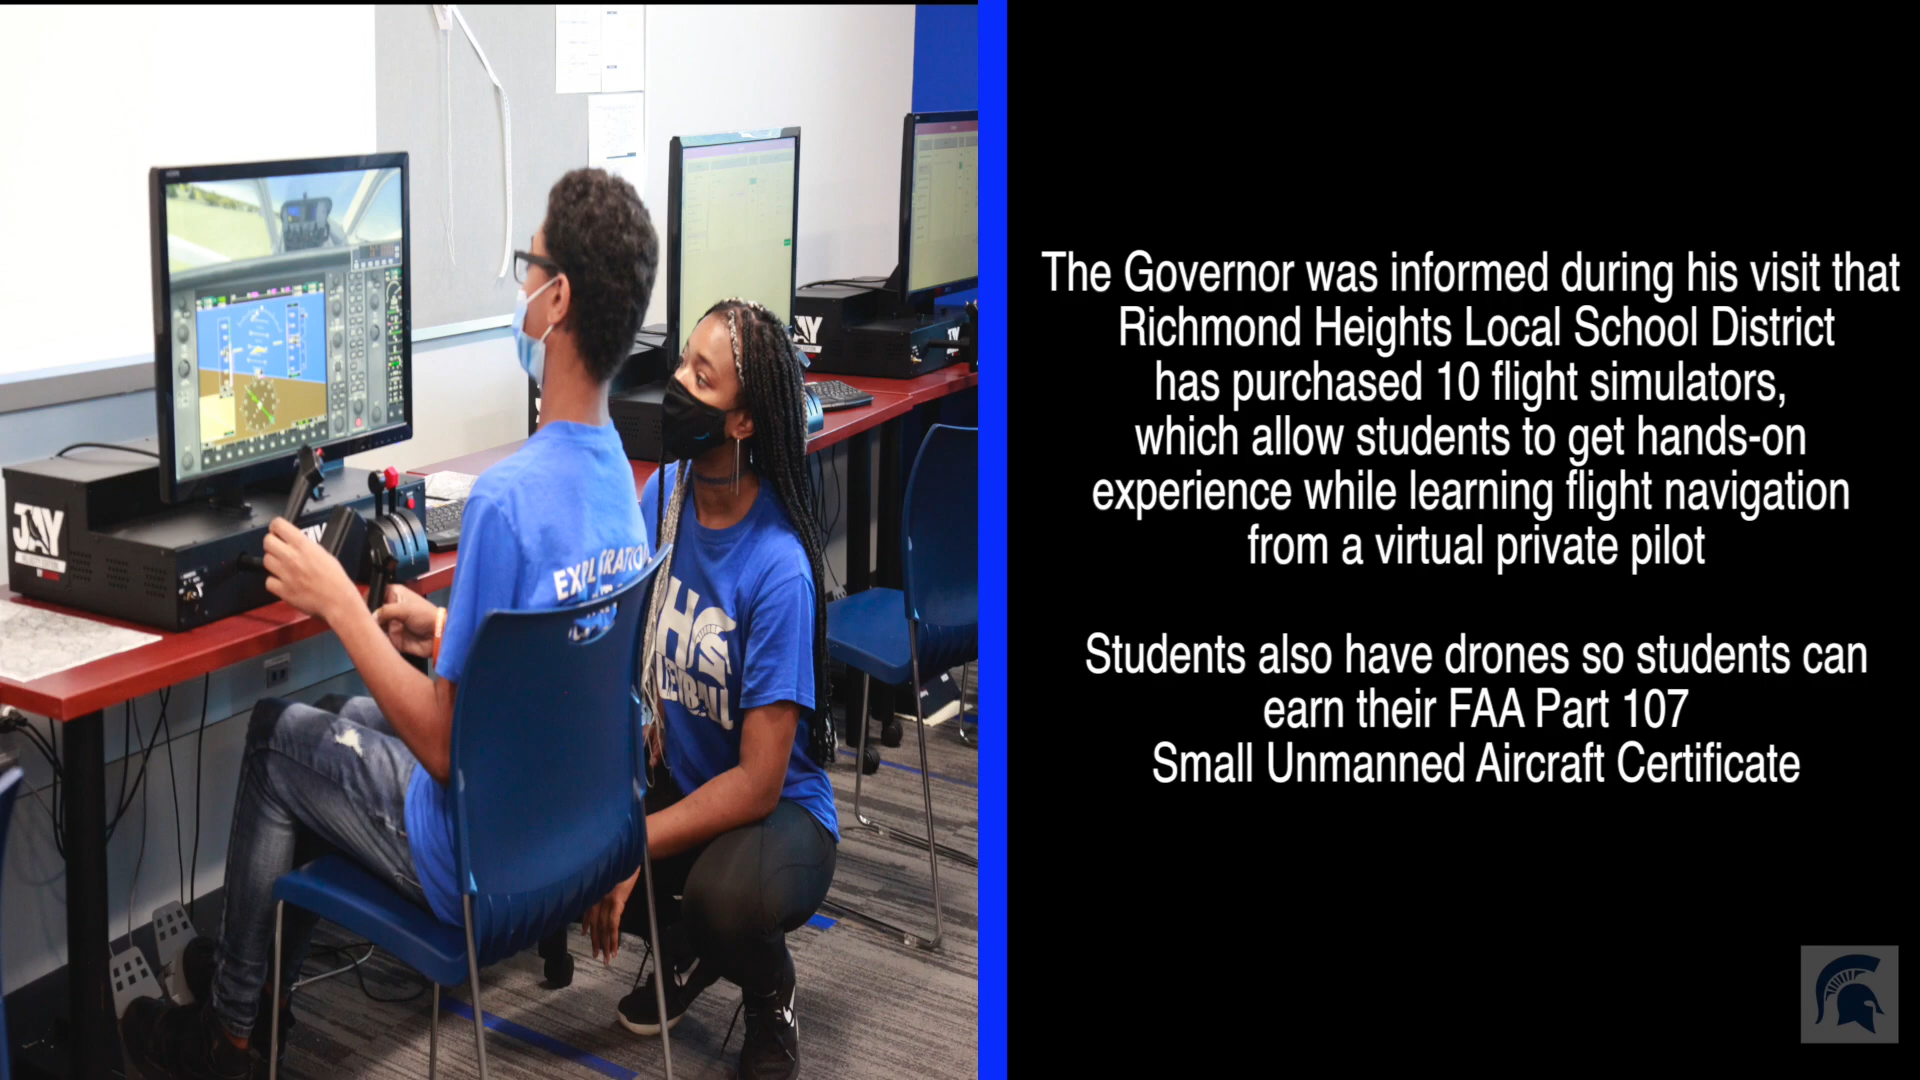 The Governor was informed during his visit that
Richmond Heights Local School District
has purchased 10 flight simulators,
which allow students to get hands-on
experience while learning flight navigation
from a virtual private pilot
Students also have drones so students can
earn their FAA Part 107
Small Unmanned Aircraft Certificate
JAY
JAY